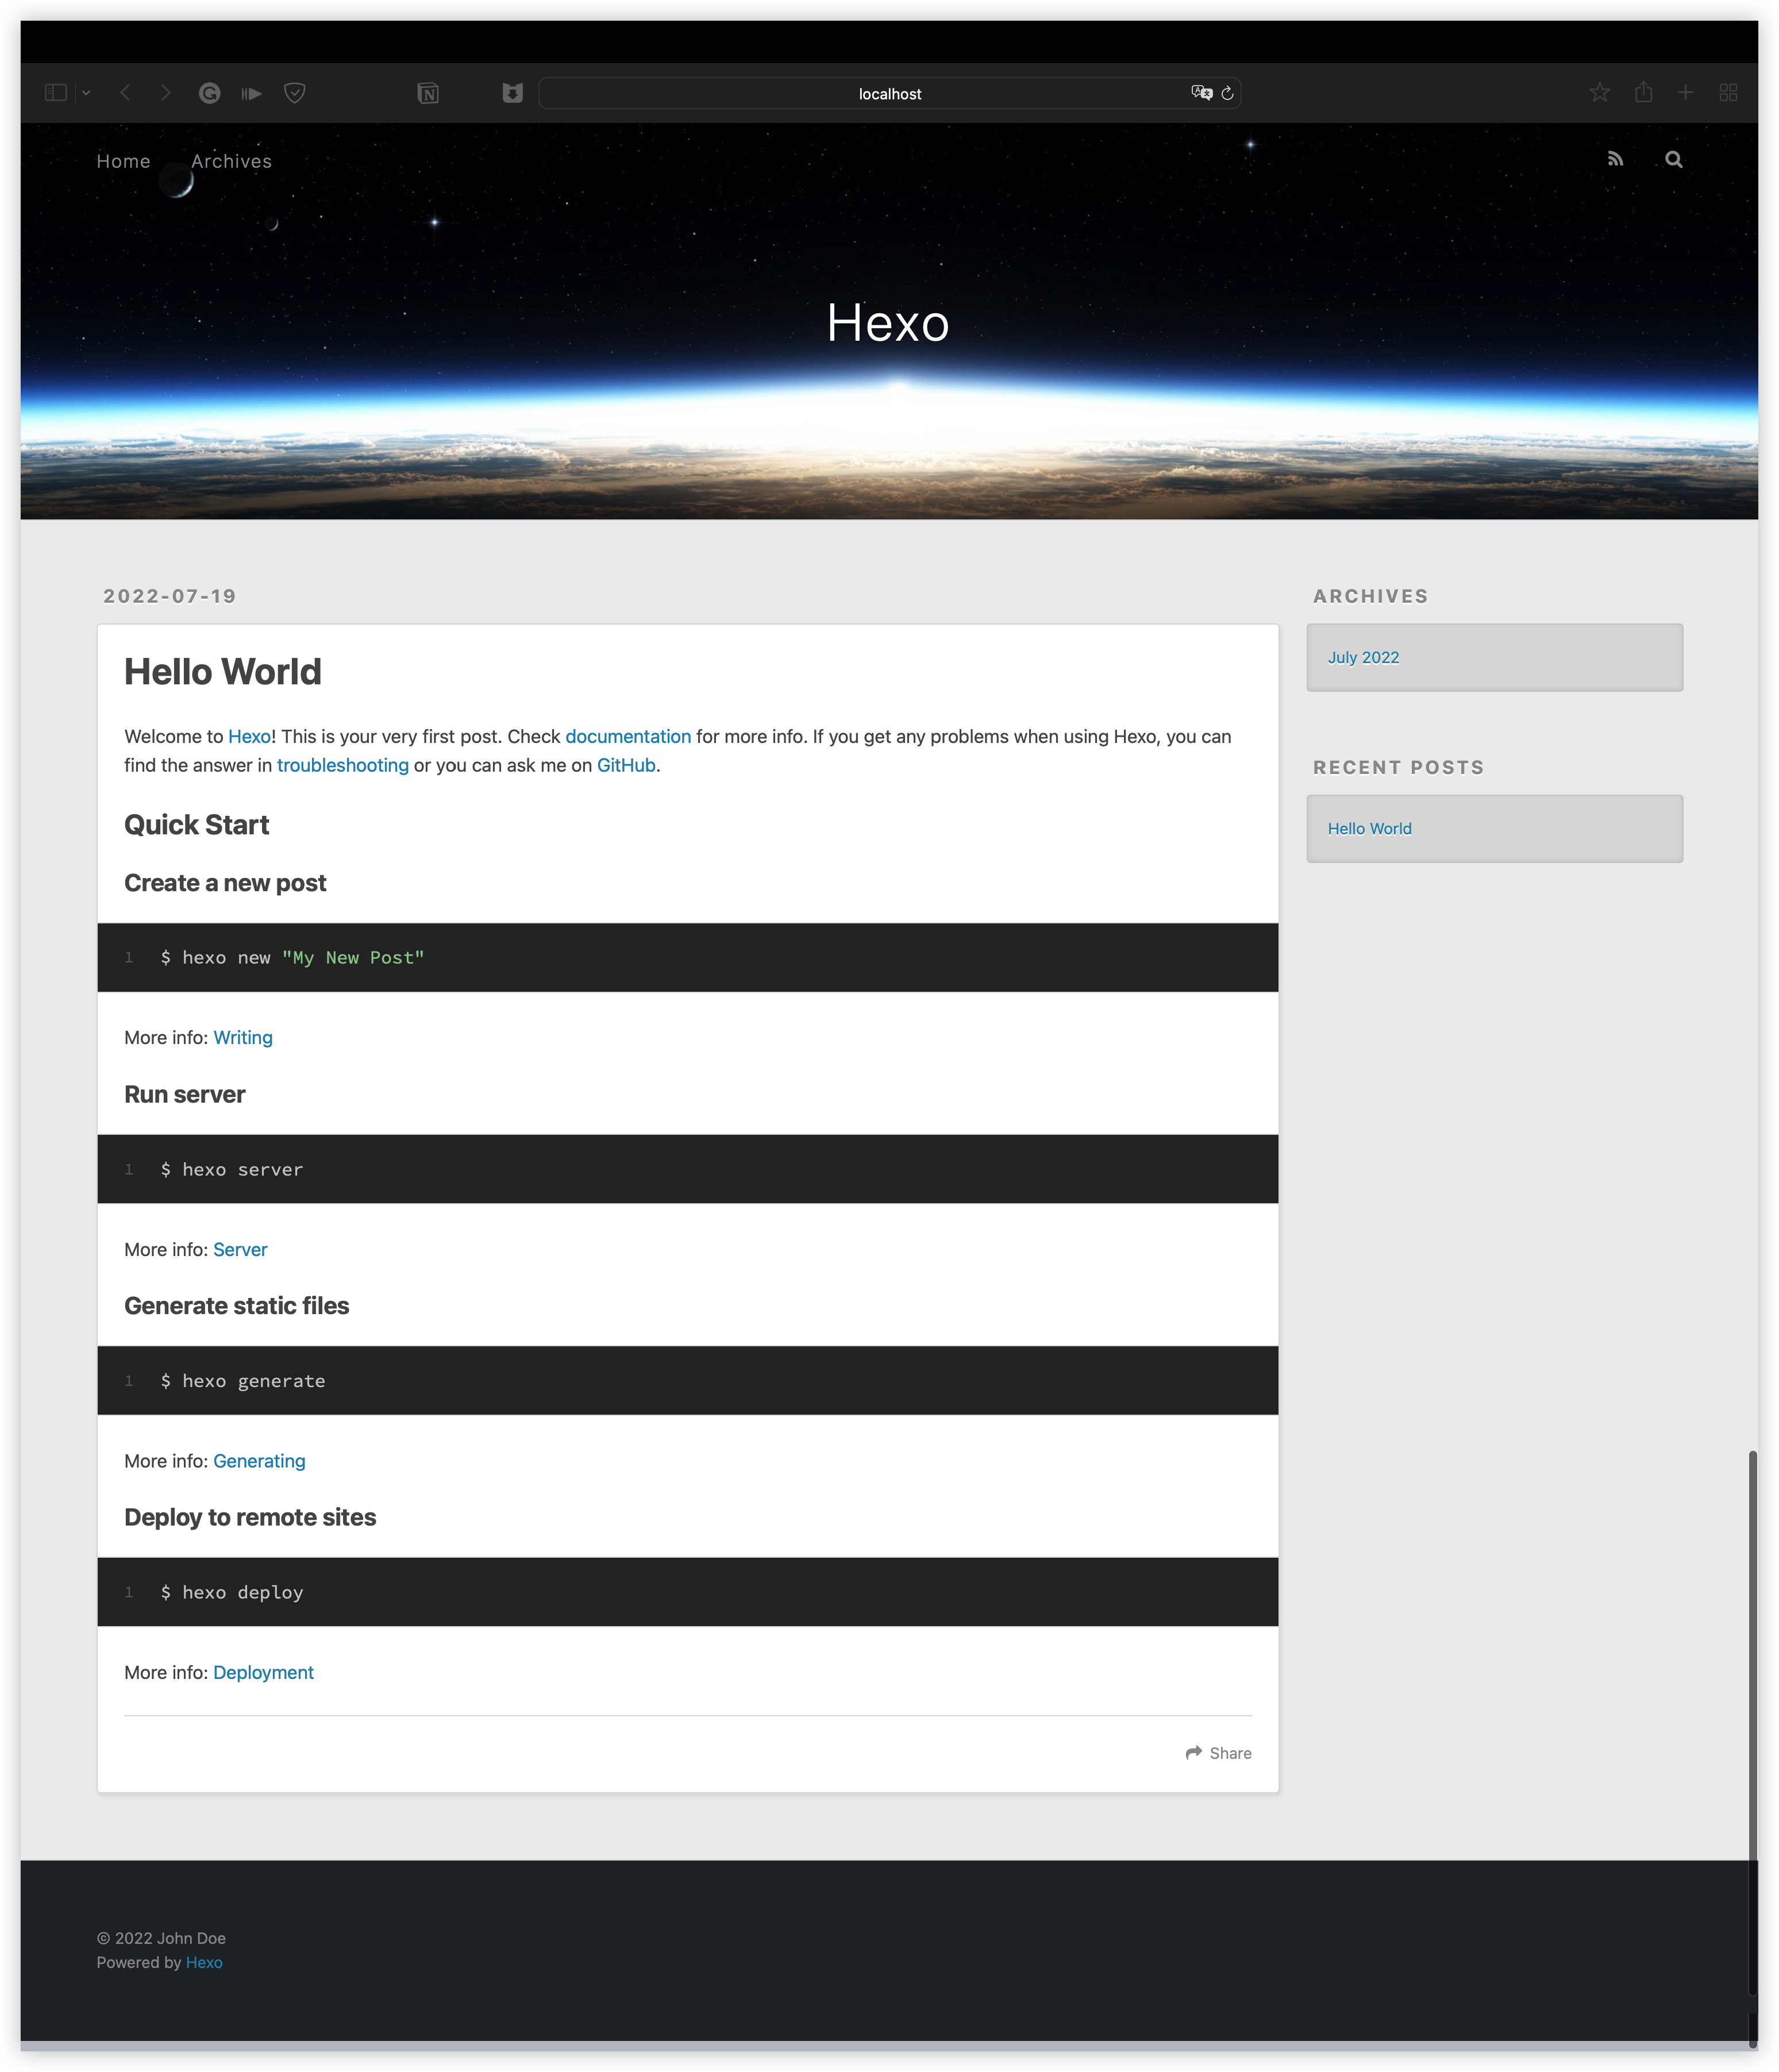 localhost
Home Archives
Hexo
2022-07-19
Hello World
Welcome to Hexo! This is your very first post. Check documentation for more info. If you get any problems when using Hexo, you can
find the answer in troubleshooting or you can ask me on GitHub.
Quick Start
Create a new post
1 $ hexo new "My New Post"
More info: Writing
Run server
1 $ hexo server
More info: Server
Generate static files
1 $ hexo generate
More info: Generating
Deploy to remote sites
1 $ hexo deploy
More info: Deployment
Share
ARCHIVES
July 2022
RECENT POSTS
Hello World
© 2022 John Doe
Powered by Hexo